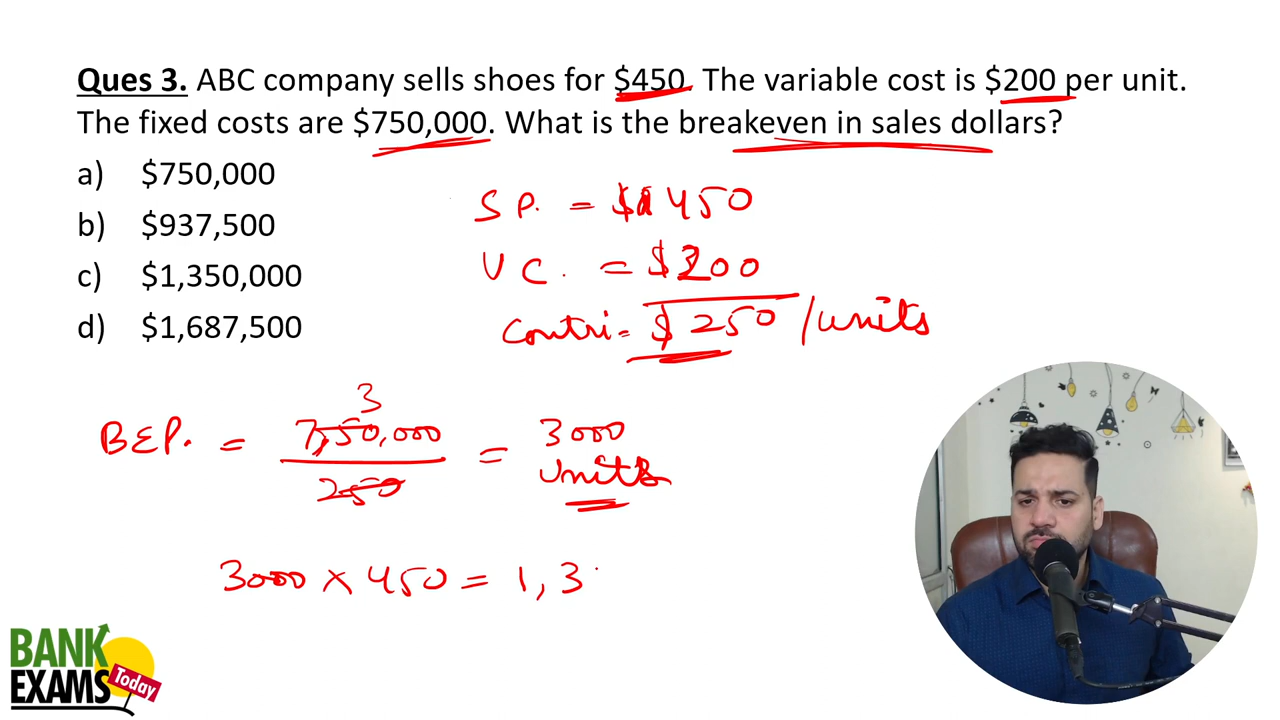 Ques 3. ABC company sells shoes for $450. The variable cost is $200 per unit.
The fixed costs are $750,000. What is the breakeven in sales dollars?
a) $750,000
b) $937,500
c) $1,350,000
d) $1,687,500
S P. = $450
V C. = $200
Contri = $250 /units
BEP. = 7,50,000 / 250 = 3000 units
3
3000 x 450 = 1, 3
BANK
EXAMS
Today